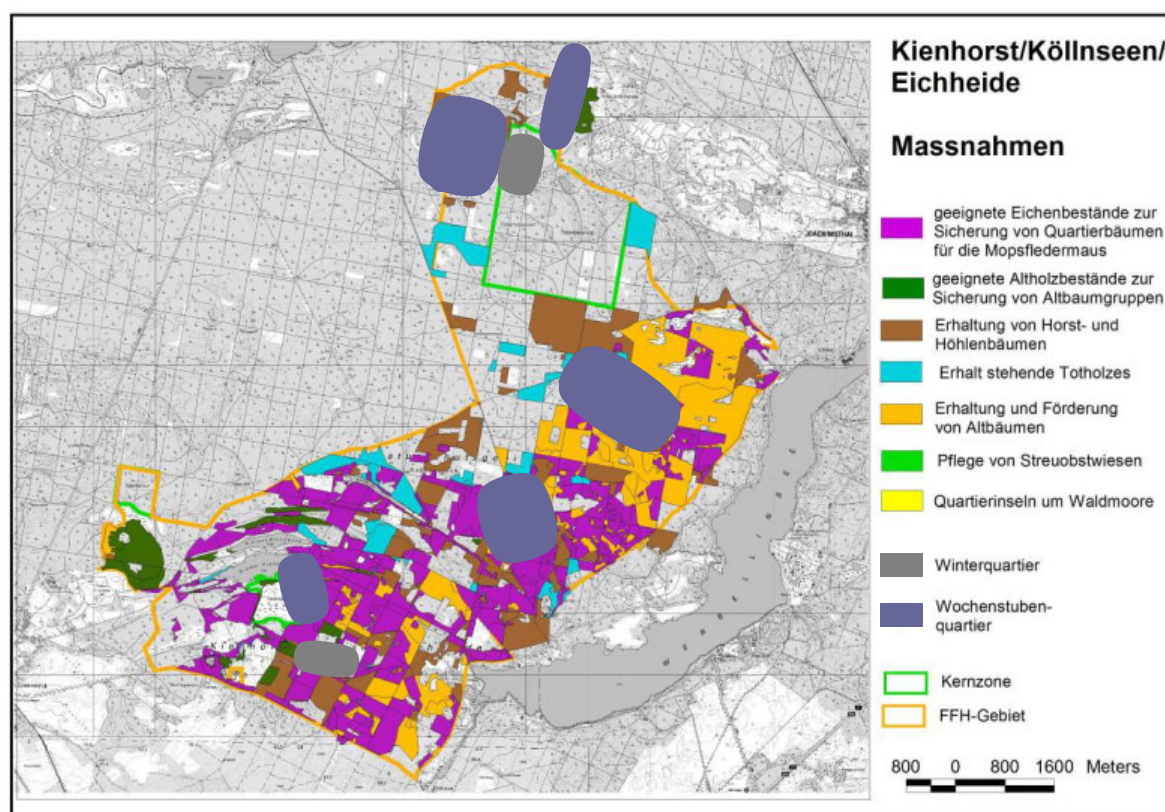 Kienhorst/Köllnseen/
Eichheide
Massnahmen
geeignete Eichenbestände zur
Sicherung von Quartierbäumen
für die Mopsfledermaus
geeignete Altholzbestände zur
Sicherung von Altbaumgruppen
Erhaltung von Horst- und
Höhlenbäumen
Erhalt stehende Totholzes
Erhaltung und Förderung
von Altbäumen
Pflege von Streuobstwiesen
Quartierinseln um Waldmoore
Winterquartier
Wochenstuben-
quartier
Kernzone
FFH-Gebiet
800 0 800 1600 Meters
JOACHIMSTHAL